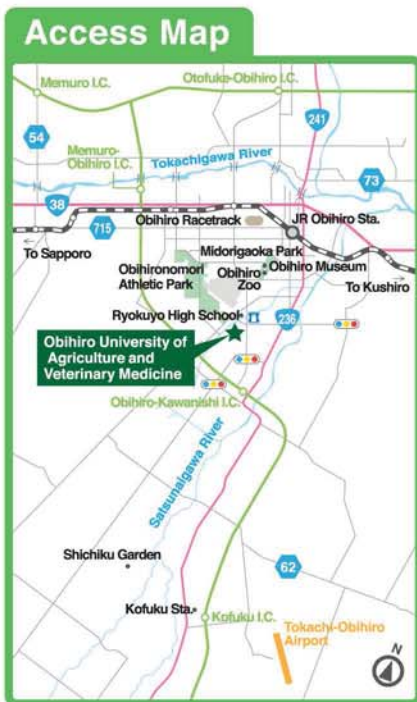 Access Map
Memuro I.C.
Otofuke-Obihiro I.C.
241
54
Memuro-
Obihiro I.C.
Tokachigawa River
73
38
Obihiro Racetrack
JR Obihiro Sta.
715
To Sapporo
Midorigaoka Park
Obihiro Museum
Obihironomori
Athletic Park
Obihiro
Zoo
To Kushiro
Ryokuyo High School
236
Obihiro University of
Agriculture and
Veterinary Medicine
Obihiro-Kawanishi I.C.
Satsunaigawa River
Shichiku Garden
62
Kofuku Sta.
Kofuku I.C.
Tokachi-Obihiro
Airport
N